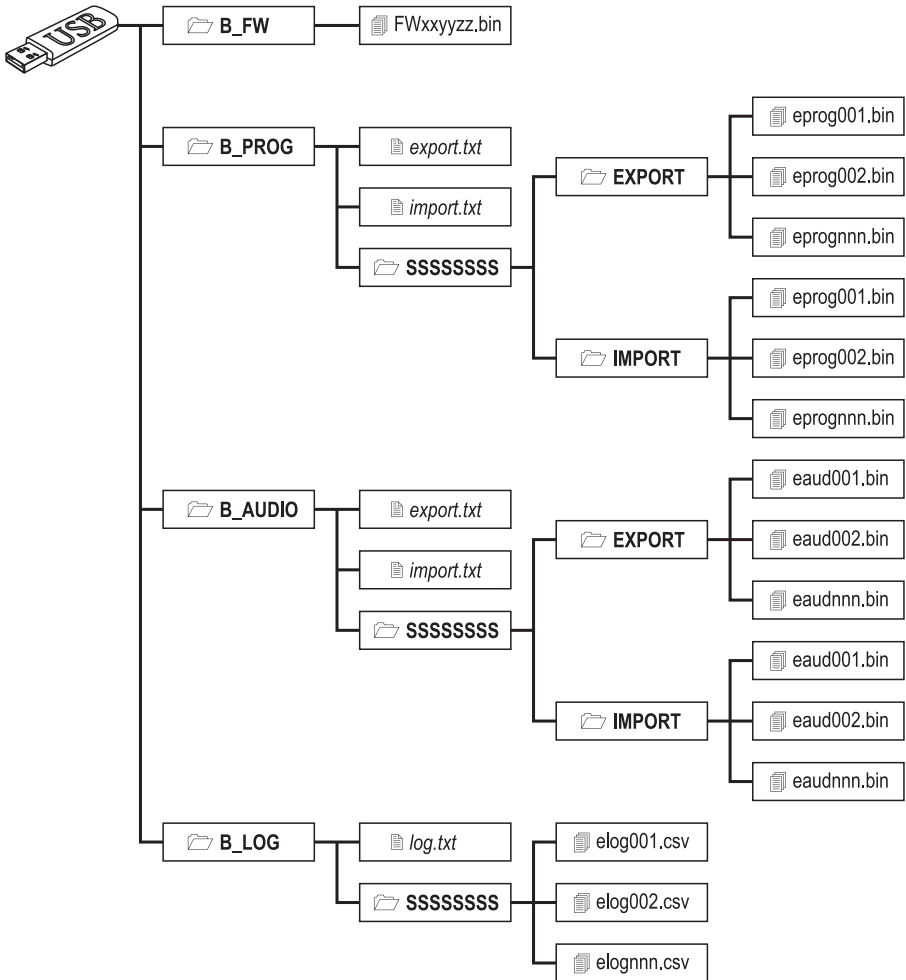 USB
B_FW
FWxxyyzz.bin
B_PROG
export.txt
import.txt
SSSSSSSS
EXPORT
eprog001.bin
eprog002.bin
eprognnn.bin
IMPORT
eprog001.bin
eprog002.bin
eprognnn.bin
B_AUDIO
export.txt
import.txt
SSSSSSSS
EXPORT
eaud001.bin
eaud002.bin
eaudnnn.bin
IMPORT
eaud001.bin
eaud002.bin
eaudnnn.bin
B_LOG
log.txt
SSSSSSSS
elog001.csv
elog002.csv
elognnn.csv